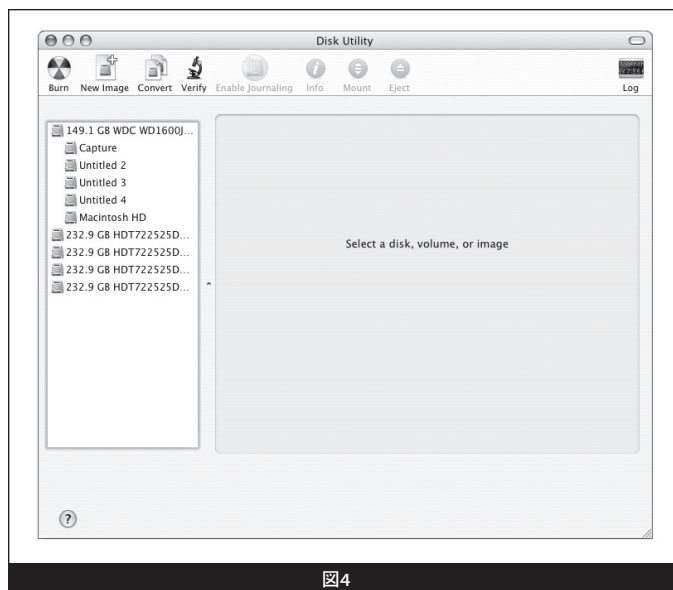 Disk Utility
Burn New Image Convert Verify Enable Journaling Info Mount Eject Log
149.1 GB WDC WD1600J...
Capture
Untitled 2
Untitled 3
Untitled 4
Macintosh HD
232.9 GB HDT722525D...
232.9 GB HDT722525D...
232.9 GB HDT722525D...
232.9 GB HDT722525D...
Select a disk, volume, or image
?
図4